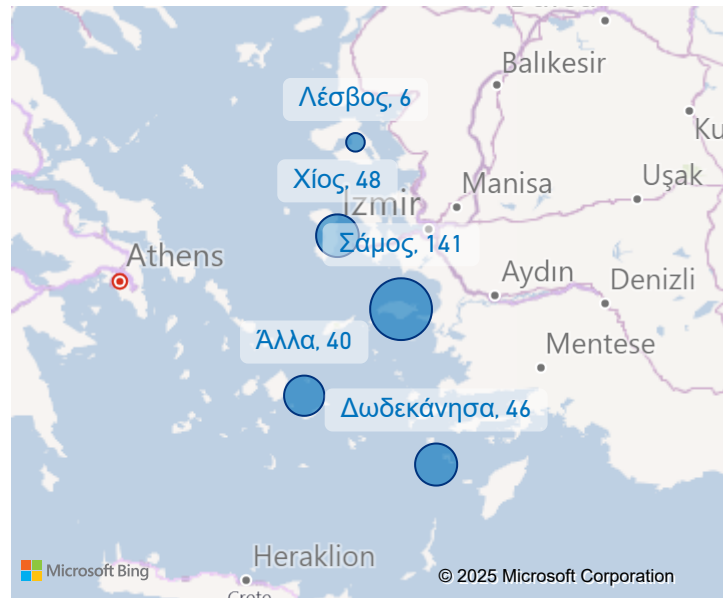 Balıkesir
Λέσβος, 6
Ku
Χίος, 48
Uşak
Manisa
İzmir
Σάμος, 141
Athens
Aydın
Denizli
Άλλα, 40
Mentese
Δωδεκάνησα, 46
Heraklion
Microsoft Bing
© 2025 Microsoft Corporation
Crete